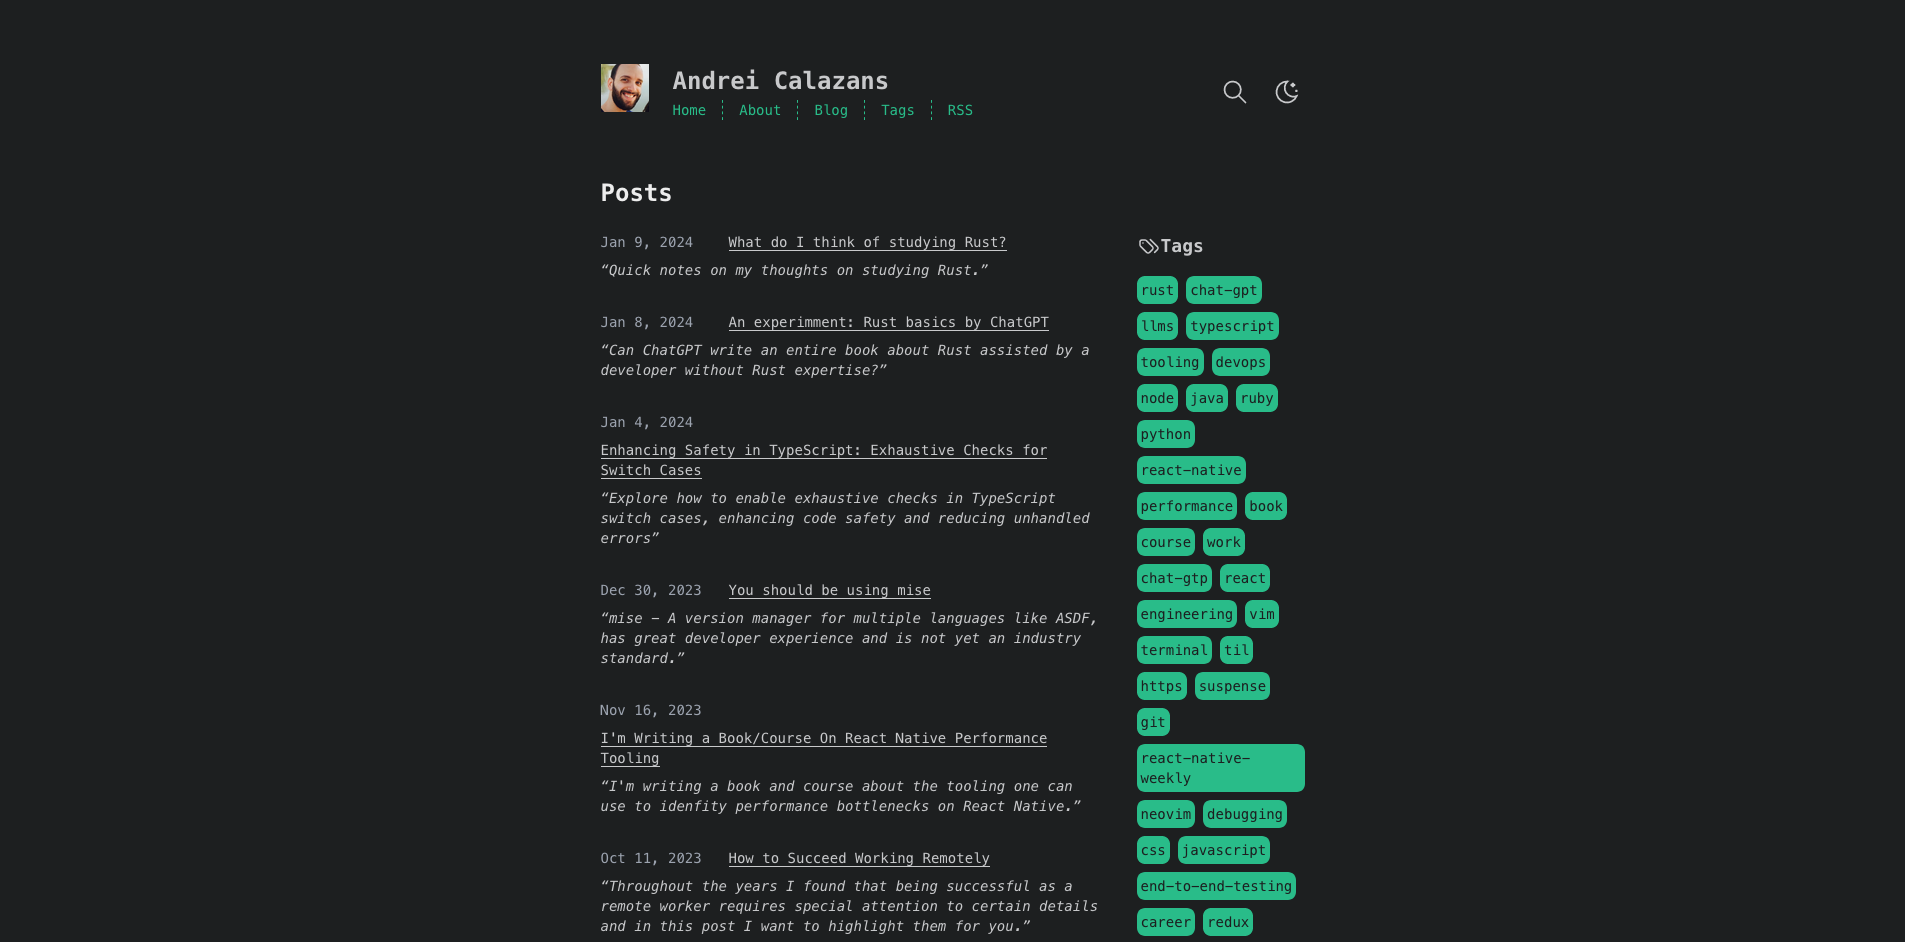 Andrei Calazans
Home
About
Blog
Tags
RSS
Posts
Jan 9, 2024 What do I think of studying Rust?
“Quick notes on my thoughts on studying Rust.”
Jan 8, 2024 An experimment: Rust basics by ChatGPT
“Can ChatGPT write an entire book about Rust assisted by a
developer without Rust expertise?”
Jan 4, 2024
Enhancing Safety in TypeScript: Exhaustive Checks for
Switch Cases
“Explore how to enable exhaustive checks in TypeScript
switch cases, enhancing code safety and reducing unhandled
errors”
Dec 30, 2023 You should be using mise
“mise – A version manager for multiple languages like ASDF,
has great developer experience and is not yet an industry
standard.”
Nov 16, 2023
I'm Writing a Book/Course On React Native Performance
Tooling
“I'm writing a book and course about the tooling one can
use to idenfity performance bottlenecks on React Native.”
Oct 11, 2023 How to Succeed Working Remotely
“Throughout the years I found that being successful as a
remote worker requires special attention to certain details
and in this post I want to highlight them for you.”
Tags
rust chat-gpt
llms typescript
tooling devops
node java ruby
python
react-native
performance book
course work
chat-gtp react
engineering vim
terminal til
https suspense
git
react-native-
weekly
neovim debugging
css javascript
end-to-end-testing
career redux